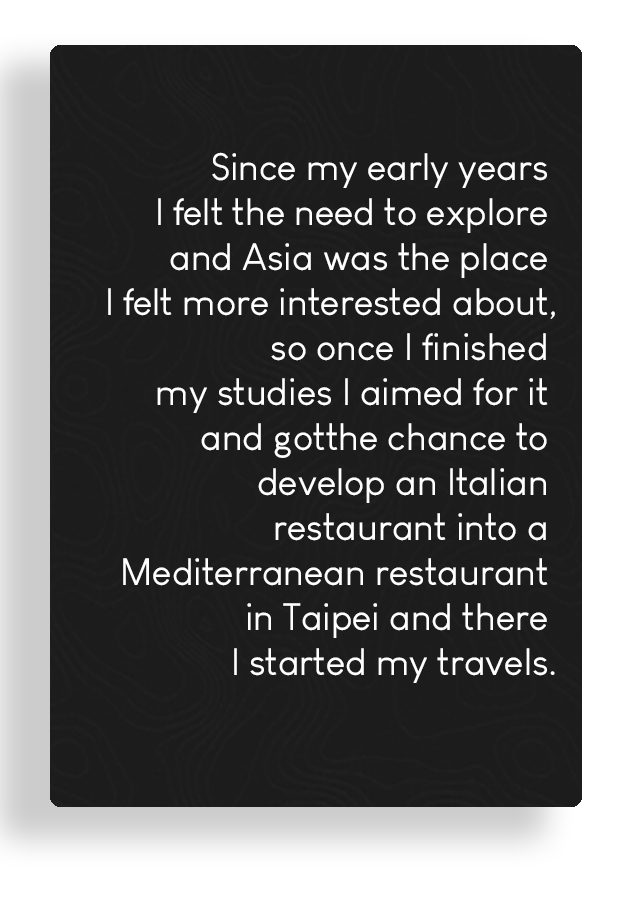 Since my early years
I felt the need to explore
and Asia was the place
I felt more interested about,
so once I finished
my studies I aimed for it
and gotthe chance to
develop an Italian
restaurant into a
Mediterranean restaurant
in Taipei and there
I started my travels.